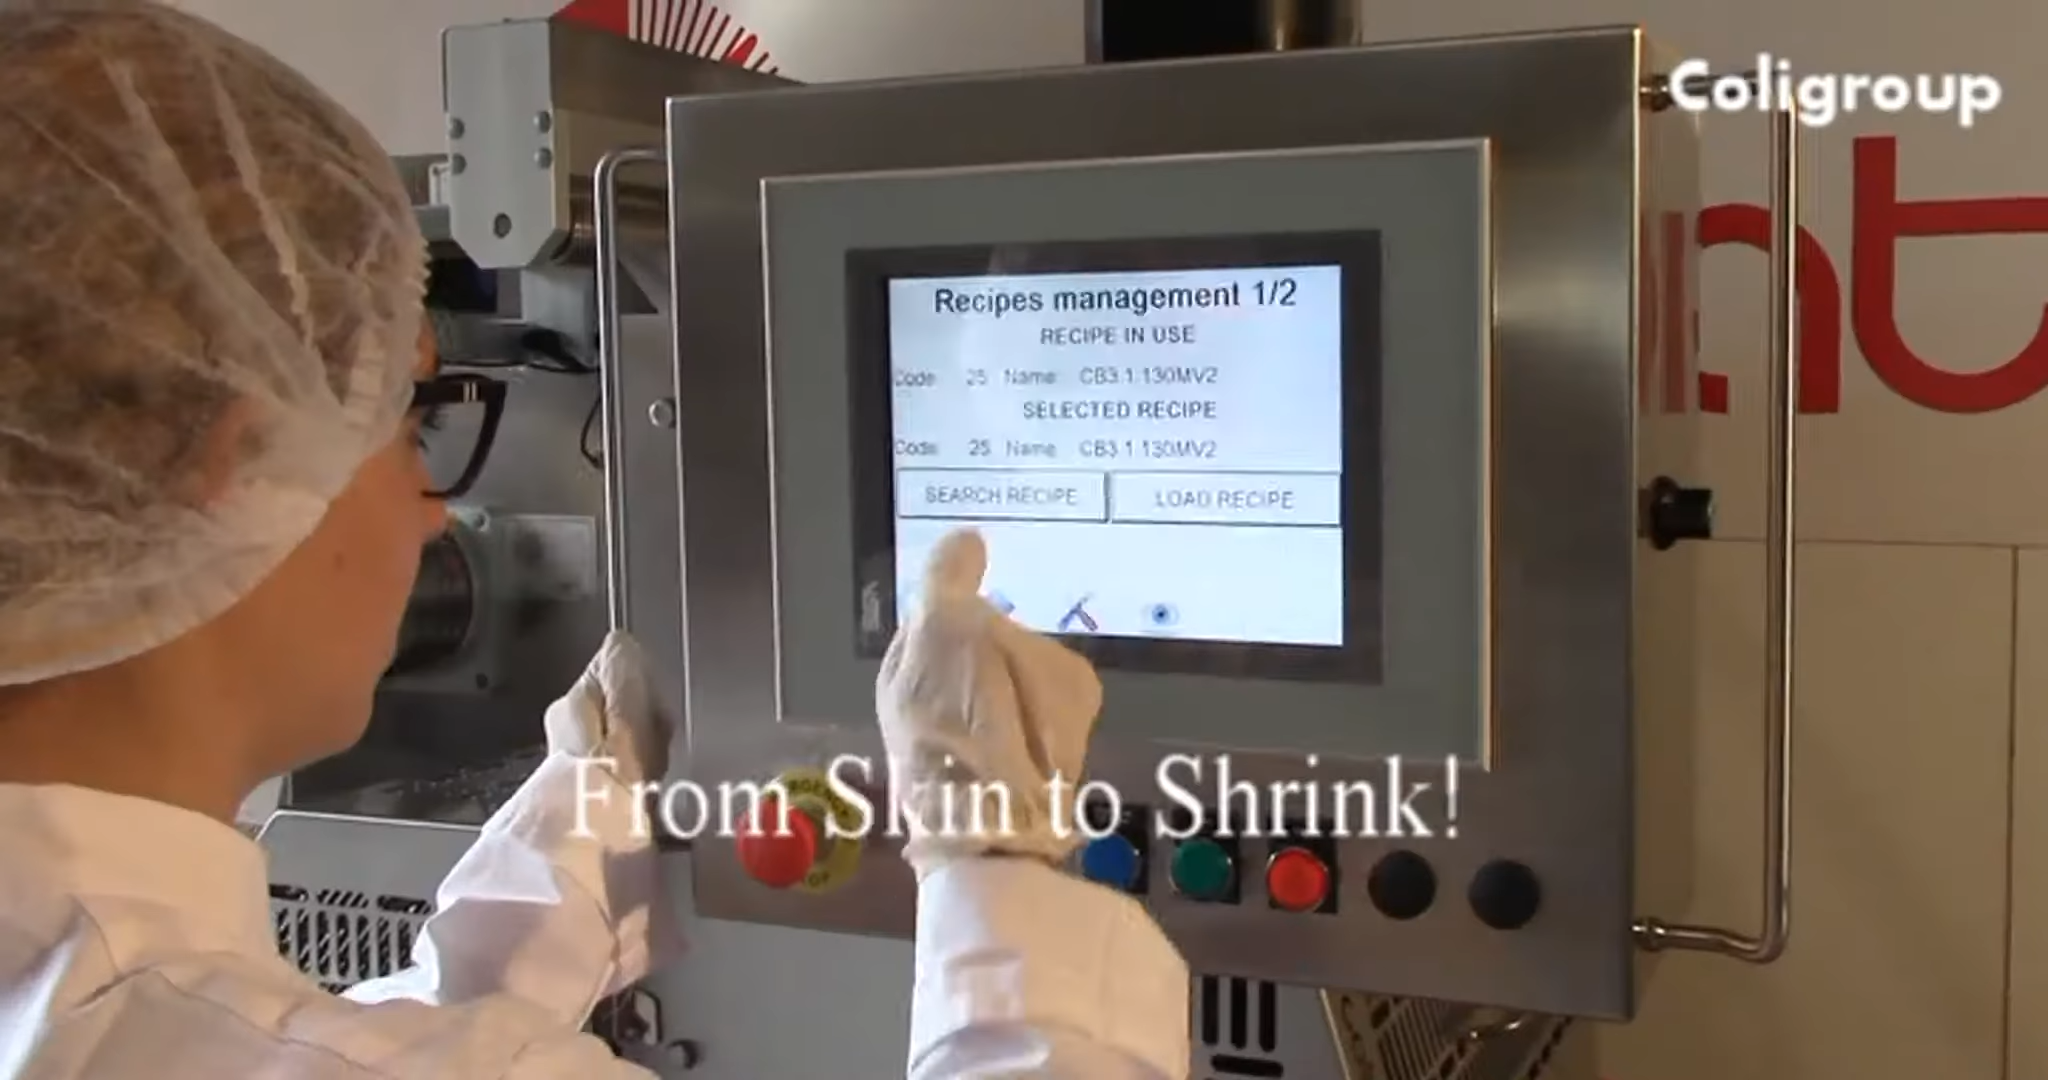 Coligroup
Recipes management 1/2
RECIPE IN USE
Code 25 Name CB3.1.130MV2
SELECTED RECIPE
Code 25 Name CB3.1.130MV2
SEARCH RECIPE LOAD RECIPE
From Skin to Shrink!